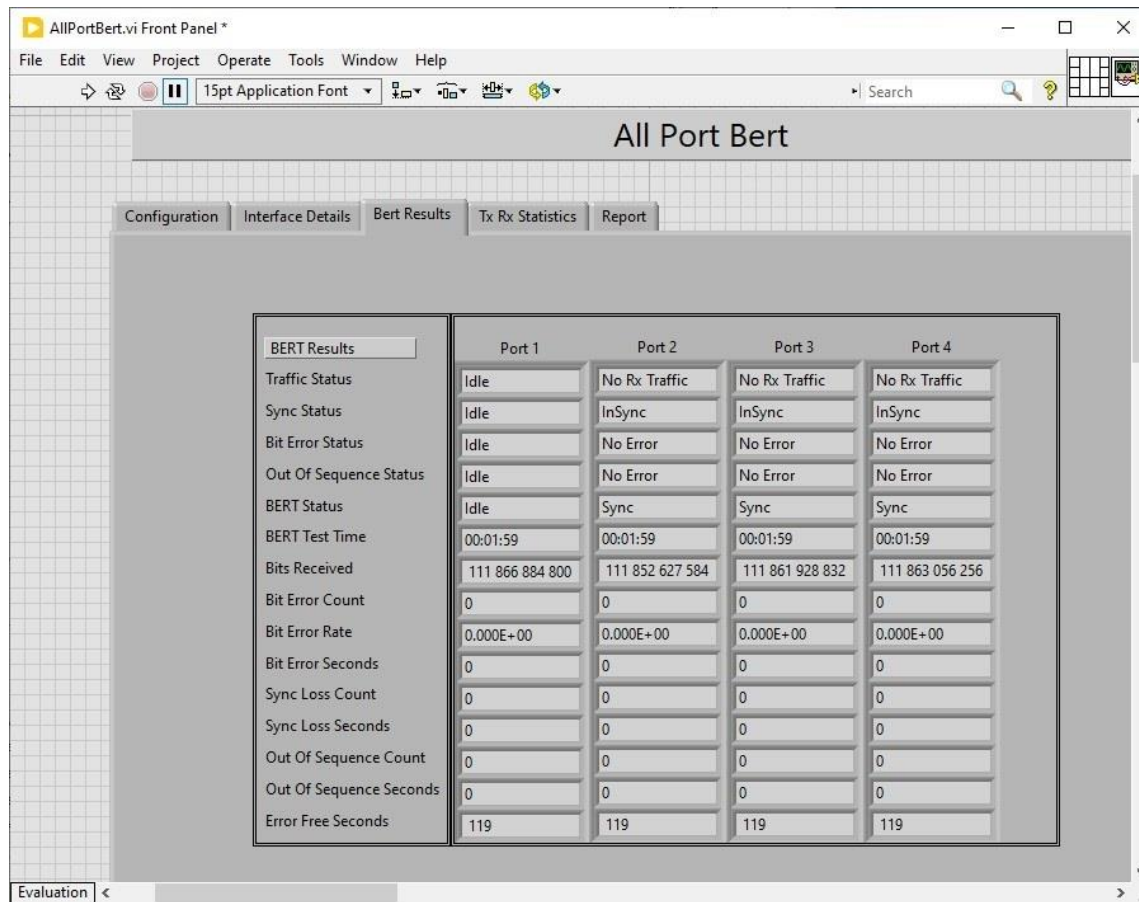 AllPortBert.vi Front Panel *
File Edit View Project Operate Tools Window Help
15pt Application Font Search
All Port Bert
Configuration Interface Details Bert Results Tx Rx Statistics Report
BERT Results Port 1 Port 2 Port 3 Port 4
Traffic Status Idle No Rx Traffic No Rx Traffic No Rx Traffic
Sync Status Idle InSync InSync InSync
Bit Error Status Idle No Error No Error No Error
Out Of Sequence Status Idle No Error No Error No Error
BERT Status Idle Sync Sync Sync
BERT Test Time 00:01:59 00:01:59 00:01:59 00:01:59
Bits Received 111 866 884 800 111 852 627 584 111 861 928 832 111 863 056 256
Bit Error Count 0 0 0 0
Bit Error Rate 0.000E+00 0.000E+00 0.000E+00 0.000E+00
Bit Error Seconds 0 0 0 0
Sync Loss Count 0 0 0 0
Sync Loss Seconds 0 0 0 0
Out Of Sequence Count 0 0 0 0
Out Of Sequence Seconds 0 0 0 0
Error Free Seconds 119 119 119 119
Evaluation